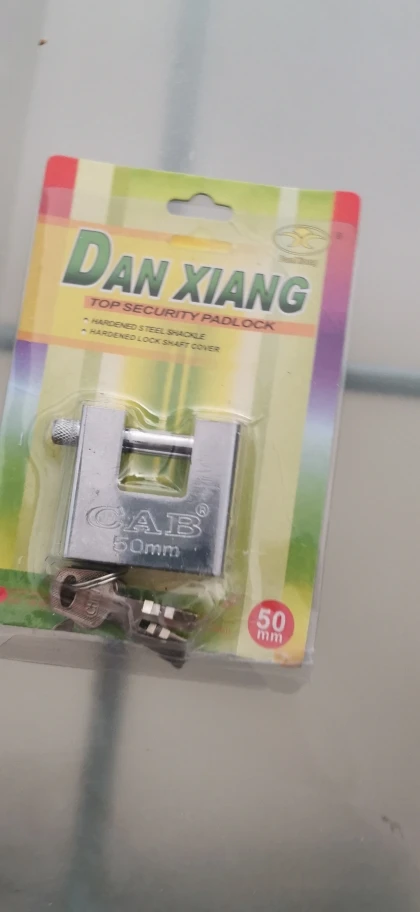 DAN XIANG
TOP SECURITY PADLOCK
HARDENED STEEL SHACKLE
HARDENED LOCK SHAFT COVER
CAB®
50mm
50
mm